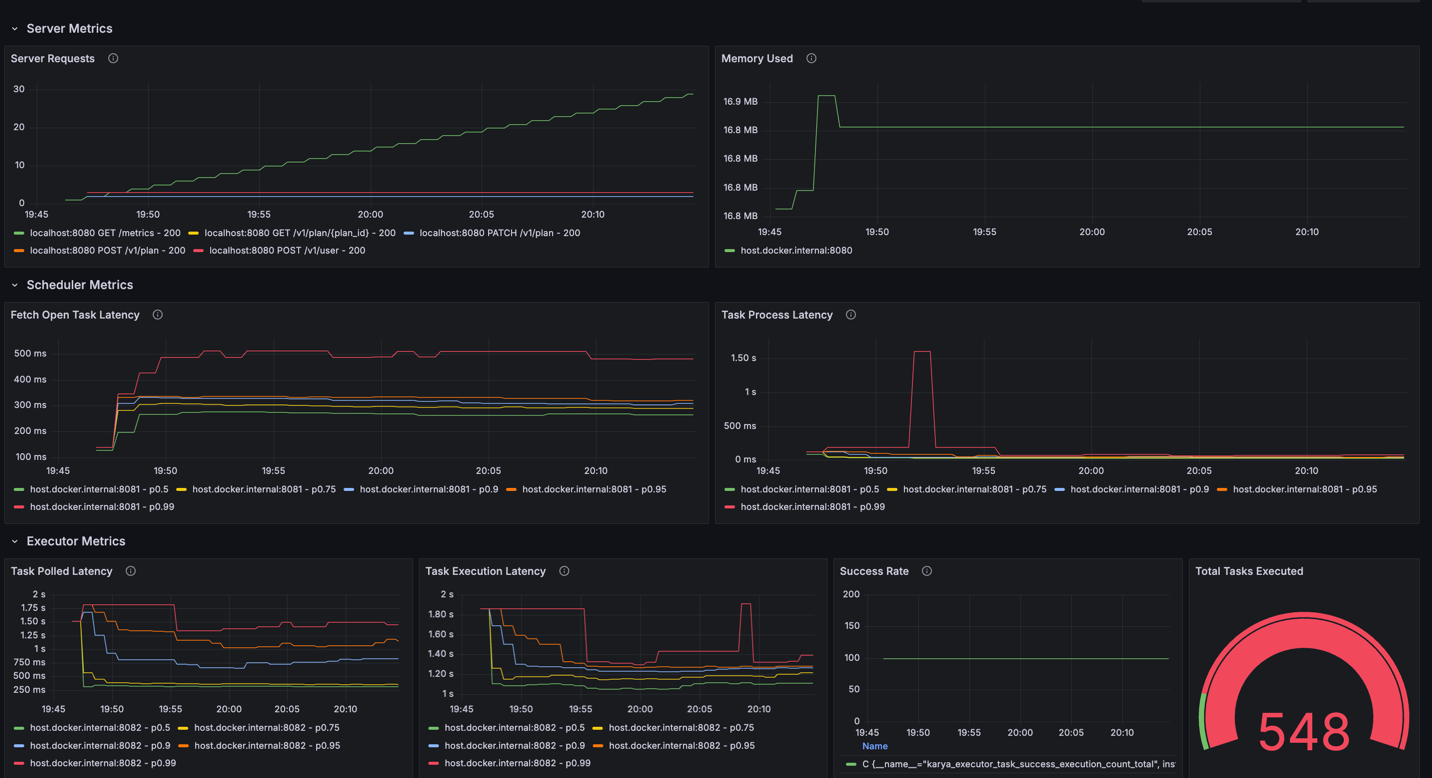 Server Metrics
Server Requests
30
20
10
0
19:45 19:50 19:55 20:00 20:05 20:10
localhost:8080 GET /metrics - 200 localhost:8080 GET /v1/plan/{plan_id} - 200 localhost:8080 PATCH /v1/plan - 200
localhost:8080 POST /v1/plan - 200 localhost:8080 POST /v1/user - 200
Memory Used
16.9 MB
16.8 MB
16.8 MB
16.8 MB
16.8 MB
19:45 19:50 19:55 20:00 20:05 20:10
host.docker.internal:8080
Scheduler Metrics
Fetch Open Task Latency
500 ms
400 ms
300 ms
200 ms
100 ms
19:45 19:50 19:55 20:00 20:05 20:10
host.docker.internal:8081 - p0.5 host.docker.internal:8081 - p0.75 host.docker.internal:8081 - p0.9 host.docker.internal:8081 - p0.95
host.docker.internal:8081 - p0.99
Task Process Latency
1.50 s
1 s
500 ms
0 ms
19:45 19:50 19:55 20:00 20:05 20:10
host.docker.internal:8081 - p0.5 host.docker.internal:8081 - p0.75 host.docker.internal:8081 - p0.9 host.docker.internal:8081 - p0.95
host.docker.internal:8081 - p0.99
Executor Metrics
Task Polled Latency
2 s
1.75 s
1.50 s
1.25 s
1 s
750 ms
500 ms
250 ms
19:45 19:50 19:55 20:00 20:05 20:10
host.docker.internal:8082 - p0.5 host.docker.internal:8082 - p0.75
host.docker.internal:8082 - p0.9 host.docker.internal:8082 - p0.95
host.docker.internal:8082 - p0.99
Task Execution Latency
2 s
1.80 s
1.60 s
1.40 s
1.20 s
1 s
19:45 19:50 19:55 20:00 20:05 20:10
host.docker.internal:8082 - p0.5 host.docker.internal:8082 - p0.75
host.docker.internal:8082 - p0.9 host.docker.internal:8082 - p0.95
host.docker.internal:8082 - p0.99
Success Rate
200
150
100
50
0
19:45 19:50 19:55 20:00 20:05 20:10
Name
C {__name__="karya_executor_task_success_execution_count_total", ins
Total Tasks Executed
548